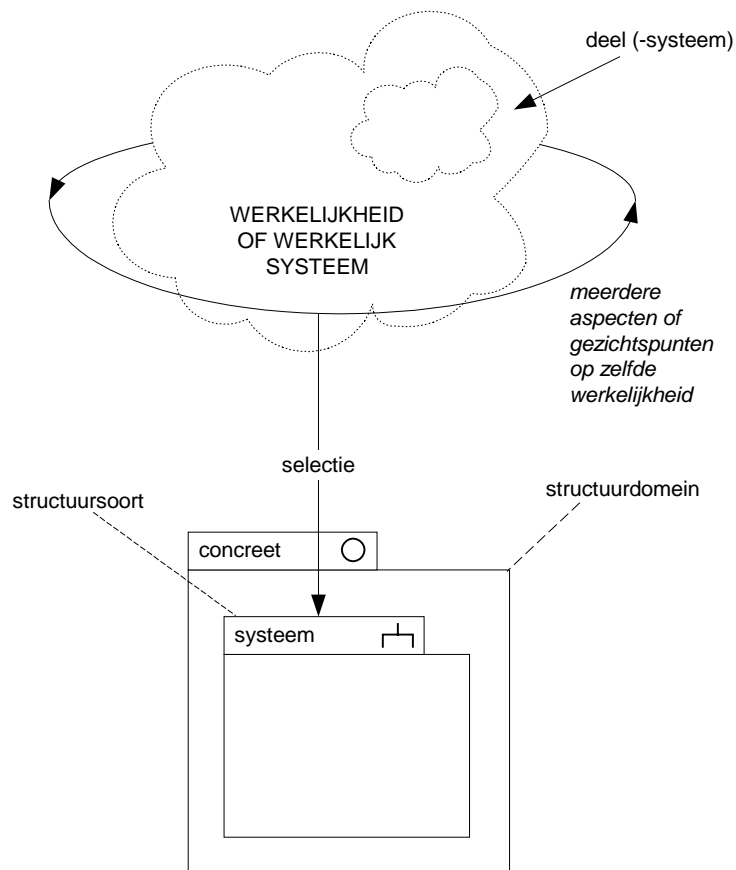 deel (-systeem)
WERKELIJKHEID
OF WERKELIJK
SYSTEEM
meerdere
aspecten of
gezichtspunten
op zelfde
werkelijkheid
selectie
structuursoort
structuurdomein
concreet
systeem